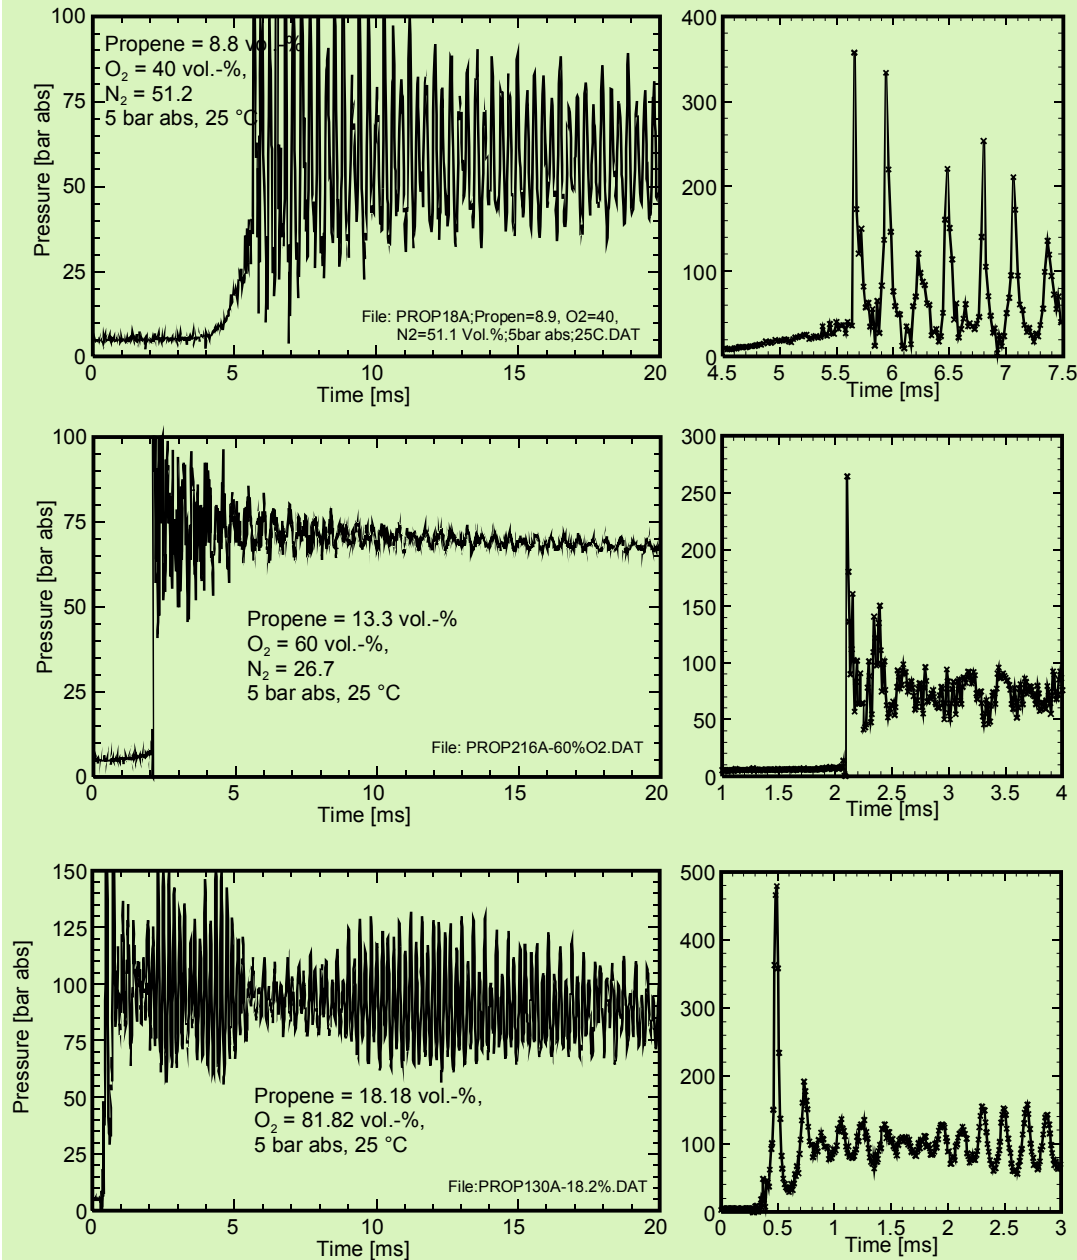 Pressure [bar abs]
100
75
50
25
0
Propene = 8.8 vol.-%
O2 = 40 vol.-%,
N2 = 51.2
5 bar abs, 25 °C
File: PROP18A;Propen=8.9, O2=40,
N2=51.1 Vol.%;5bar abs;25C.DAT
0 5 10 15 20
Time [ms]
400
300
200
100
0
4.5 5 5.5 6 6.5 7 7.5
Time [ms]
Pressure [bar abs]
100
75
50
25
0
Propene = 13.3 vol.-%
O2 = 60 vol.-%,
N2 = 26.7
5 bar abs, 25 °C
File: PROP216A-60%O2.DAT
0 5 10 15 20
Time [ms]
300
250
200
150
100
50
0
1 1.5 2 2.5 3 3.5 4
Time [ms]
Pressure [bar abs]
150
125
100
75
50
25
0
Propene = 18.18 vol.-%,
O2 = 81.82 vol.-%,
5 bar abs, 25 °C
File:PROP130A-18.2%.DAT
0 5 10 15 20
Time [ms]
500
400
300
200
100
0
0 0.5 1 1.5 2 2.5 3
Time [ms]